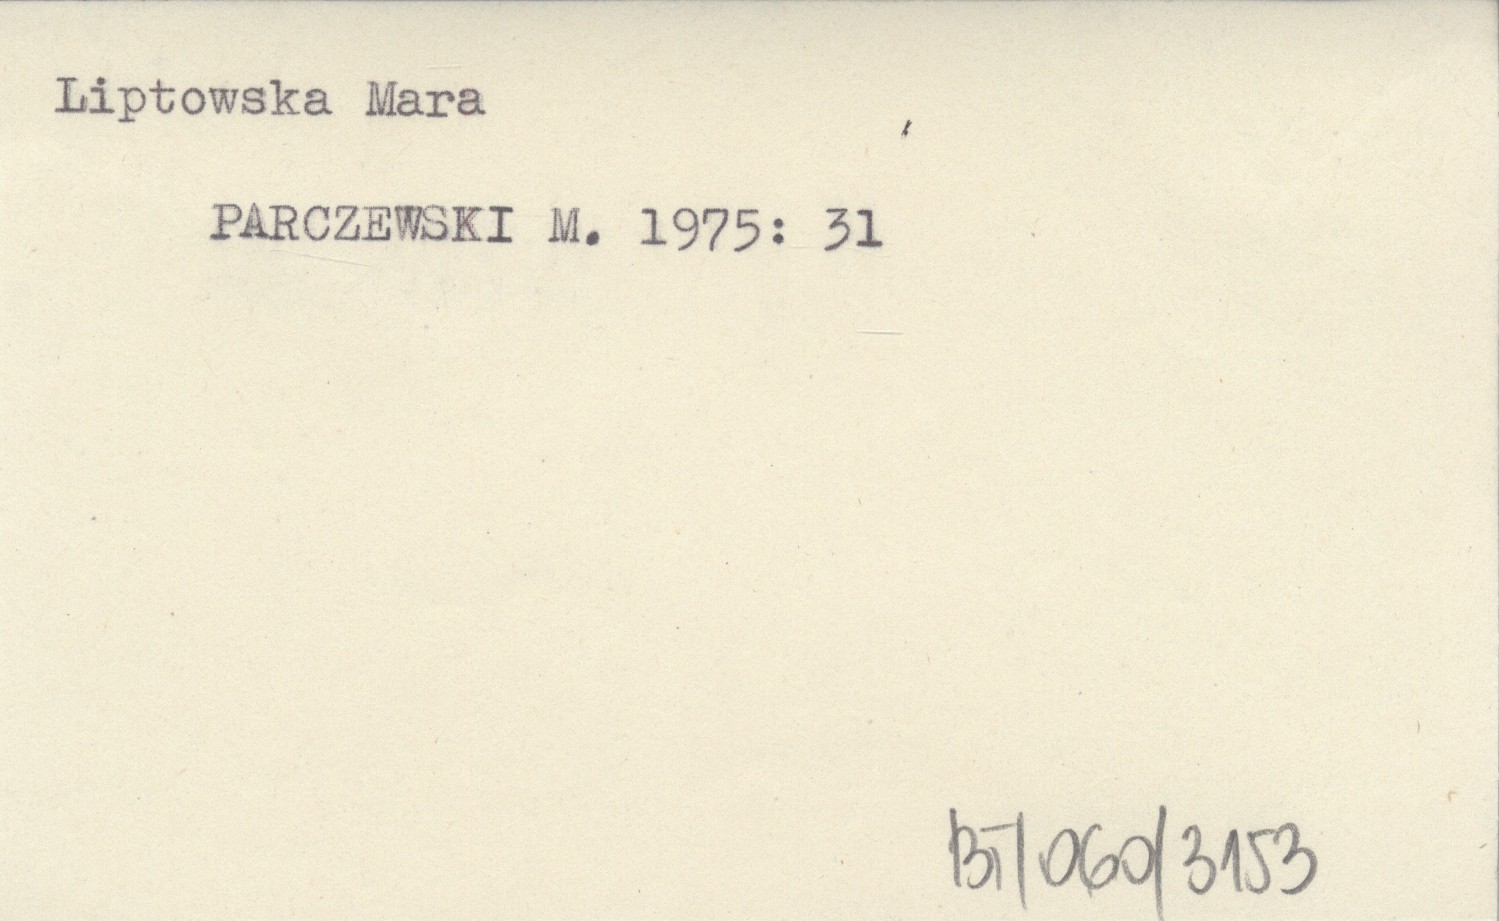 Liptowska Mara
PARCZEWSKI M. 1975: 31
BT/060/3153